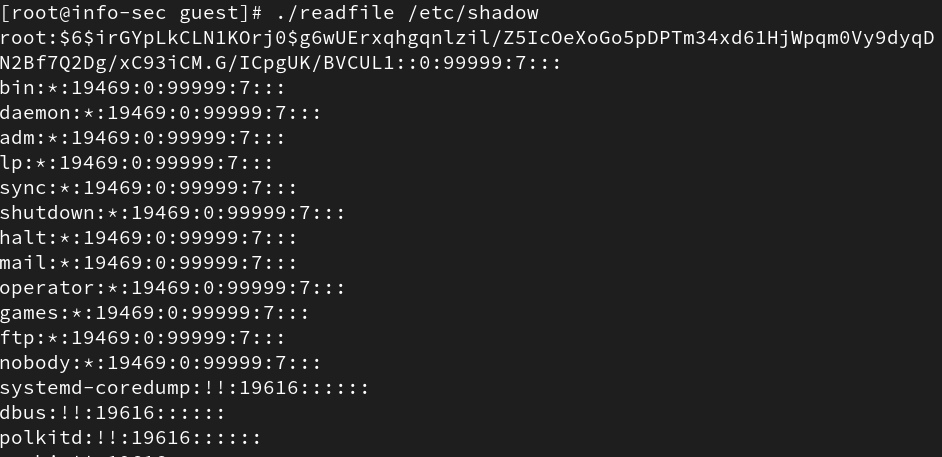 [root@info-sec guest]# ./readfile /etc/shadow
root:$6$irGYpLkCLN1KOrj0$g6wUErxqhgqnlzil/Z5IcOeXoGo5pDPTm34xd61HjWpqm0Vy9dyqD
N2Bf7Q2Dg/xC93iCM.G/ICpgUK/BVCUL1::0:99999:7:::
bin:*:19469:0:99999:7:::
daemon:*:19469:0:99999:7:::
adm:*:19469:0:99999:7:::
lp:*:19469:0:99999:7:::
sync:*:19469:0:99999:7:::
shutdown:*:19469:0:99999:7:::
halt:*:19469:0:99999:7:::
mail:*:19469:0:99999:7:::
operator:*:19469:0:99999:7:::
games:*:19469:0:99999:7:::
ftp:*:19469:0:99999:7:::
nobody:*:19469:0:99999:7:::
systemd-coredump:!!:19616::::::
dbus:!!:19616::::::
polkitd:!!:19616::::::